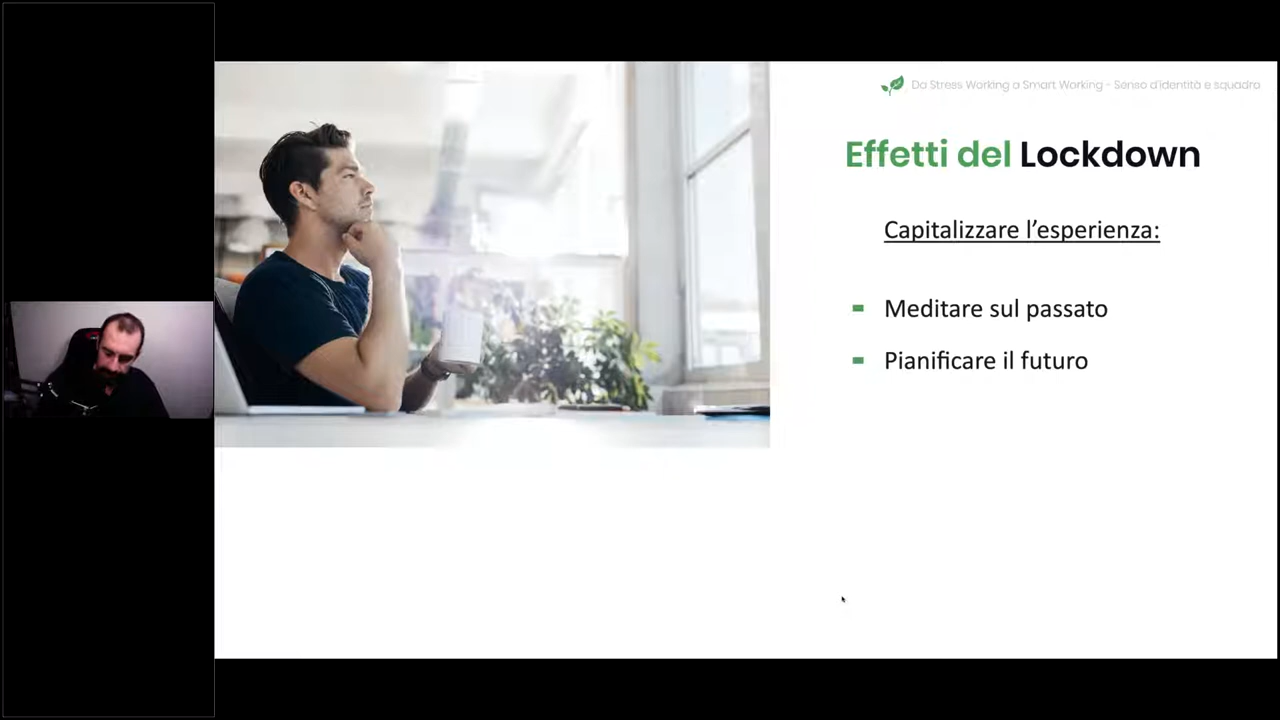 Da Stress Working a Smart Working - Senso d'identità e squadra
Effetti del Lockdown
Capitalizzare l'esperienza:
Meditare sul passato
Pianificare il futuro